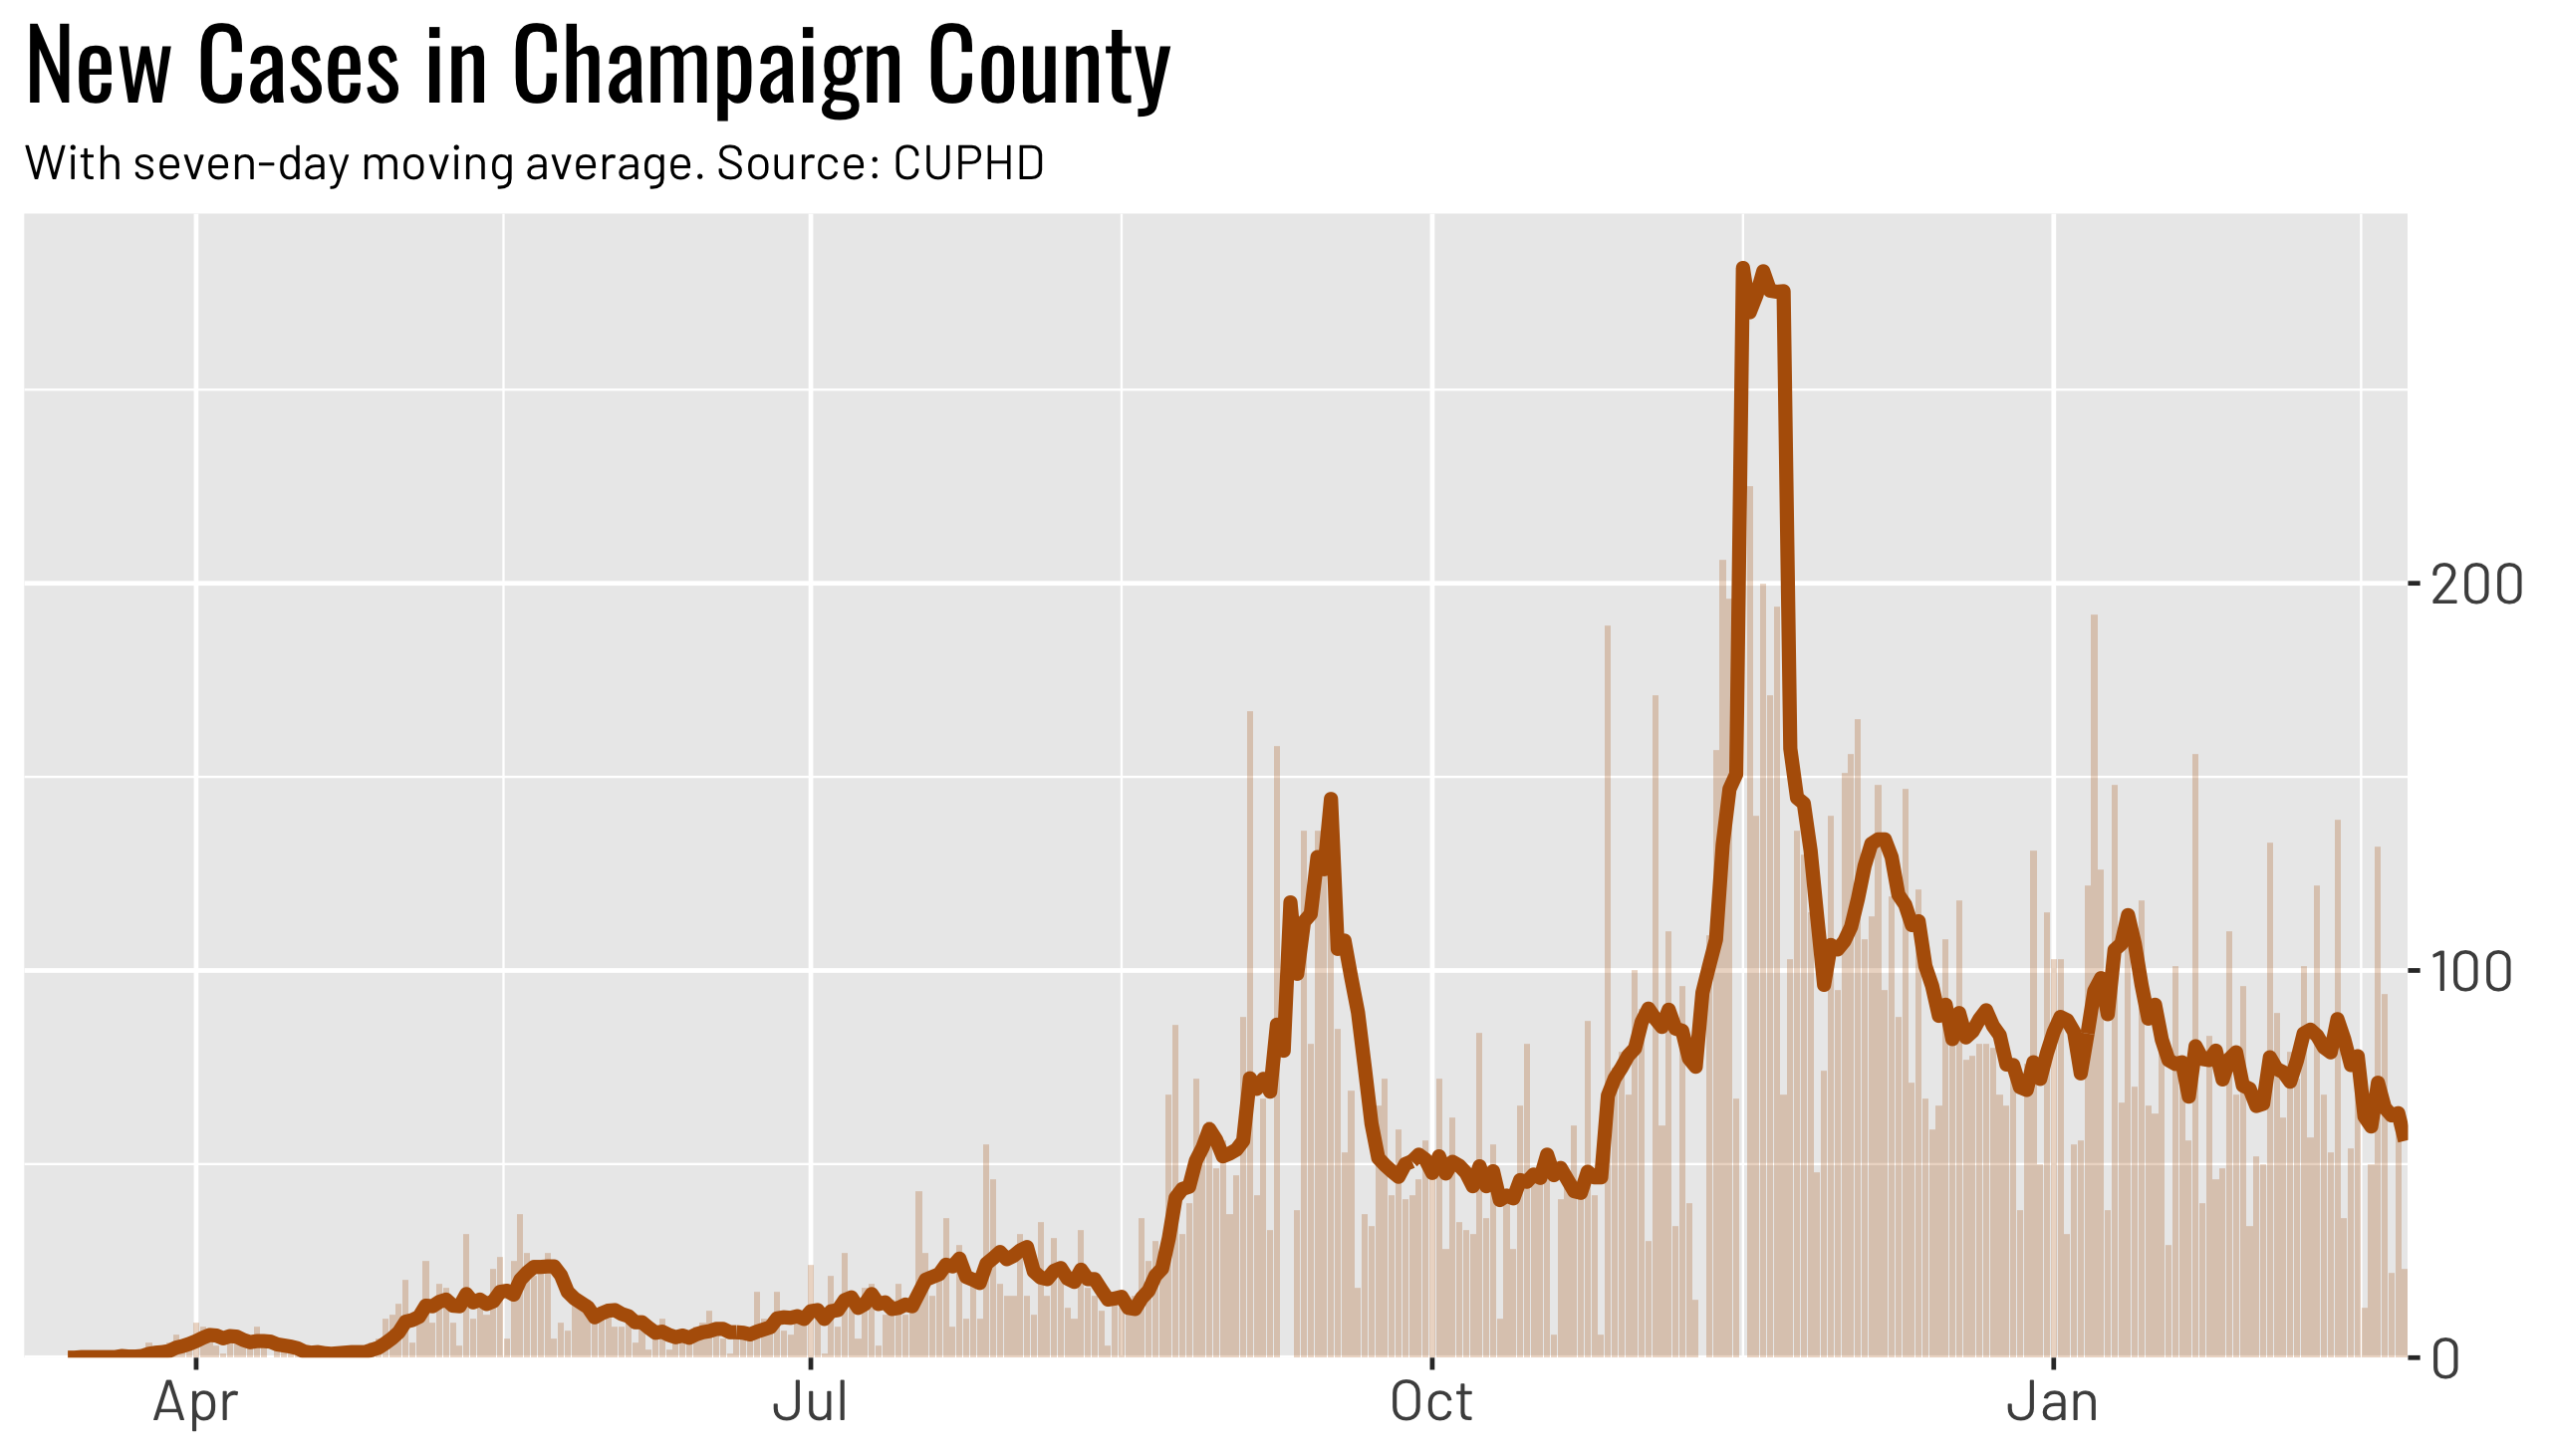 New Cases in Champaign County
With seven-day moving average. Source: CUPHD
200
100
0
Apr Jul Oct Jan